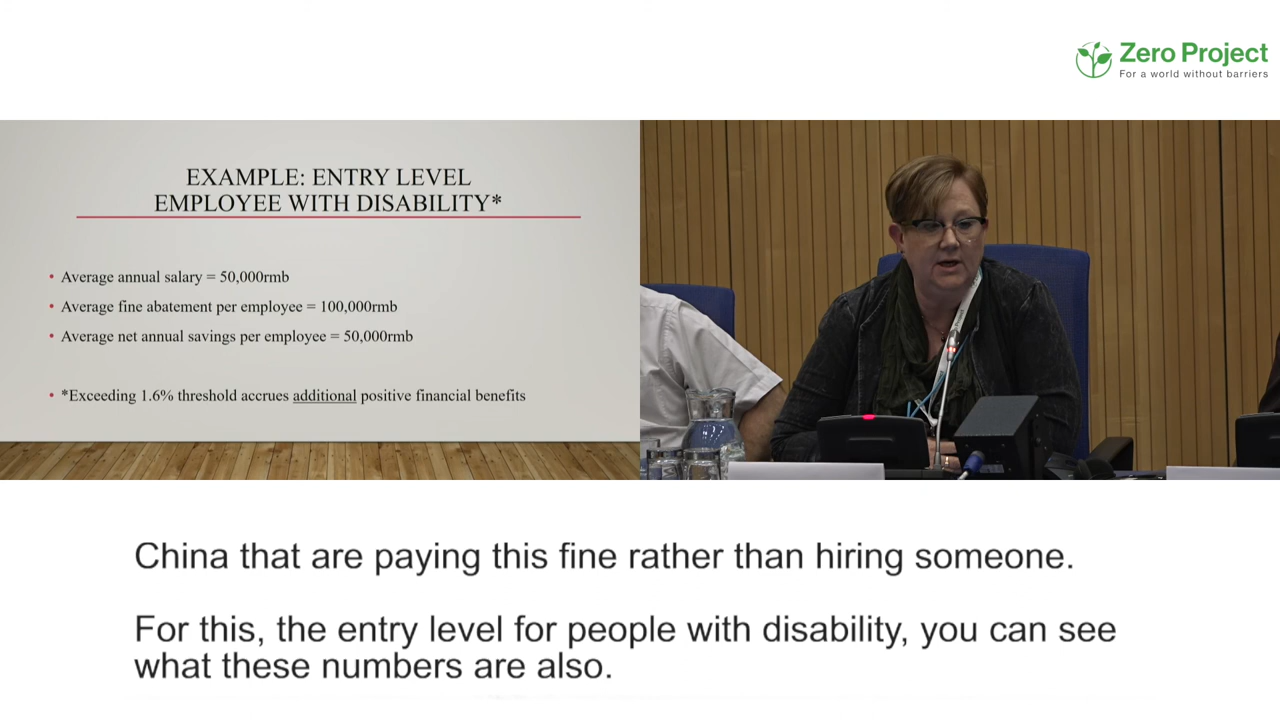 Zero Project
For a world without barriers
EXAMPLE: ENTRY LEVEL
EMPLOYEE WITH DISABILITY*
• Average annual salary = 50,000rmb
• Average fine abatement per employee = 100,000rmb
• Average net annual savings per employee = 50,000rmb
• *Exceeding 1.6% threshold accrues additional positive financial benefits
China that are paying this fine rather than hiring someone.
For this, the entry level for people with disability, you can see
what these numbers are also.